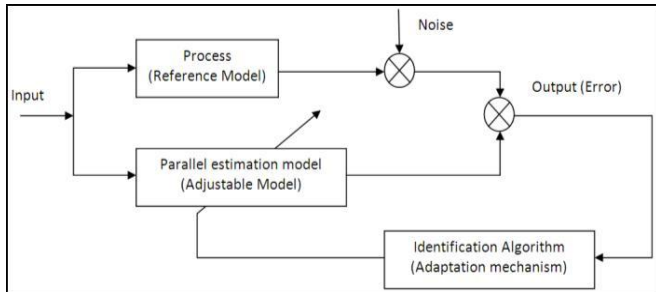 Noise
Process
(Reference Model)
Input
Output (Error)
Parallel estimation model
(Adjustable Model)
Identification Algorithm
(Adaptation mechanism)